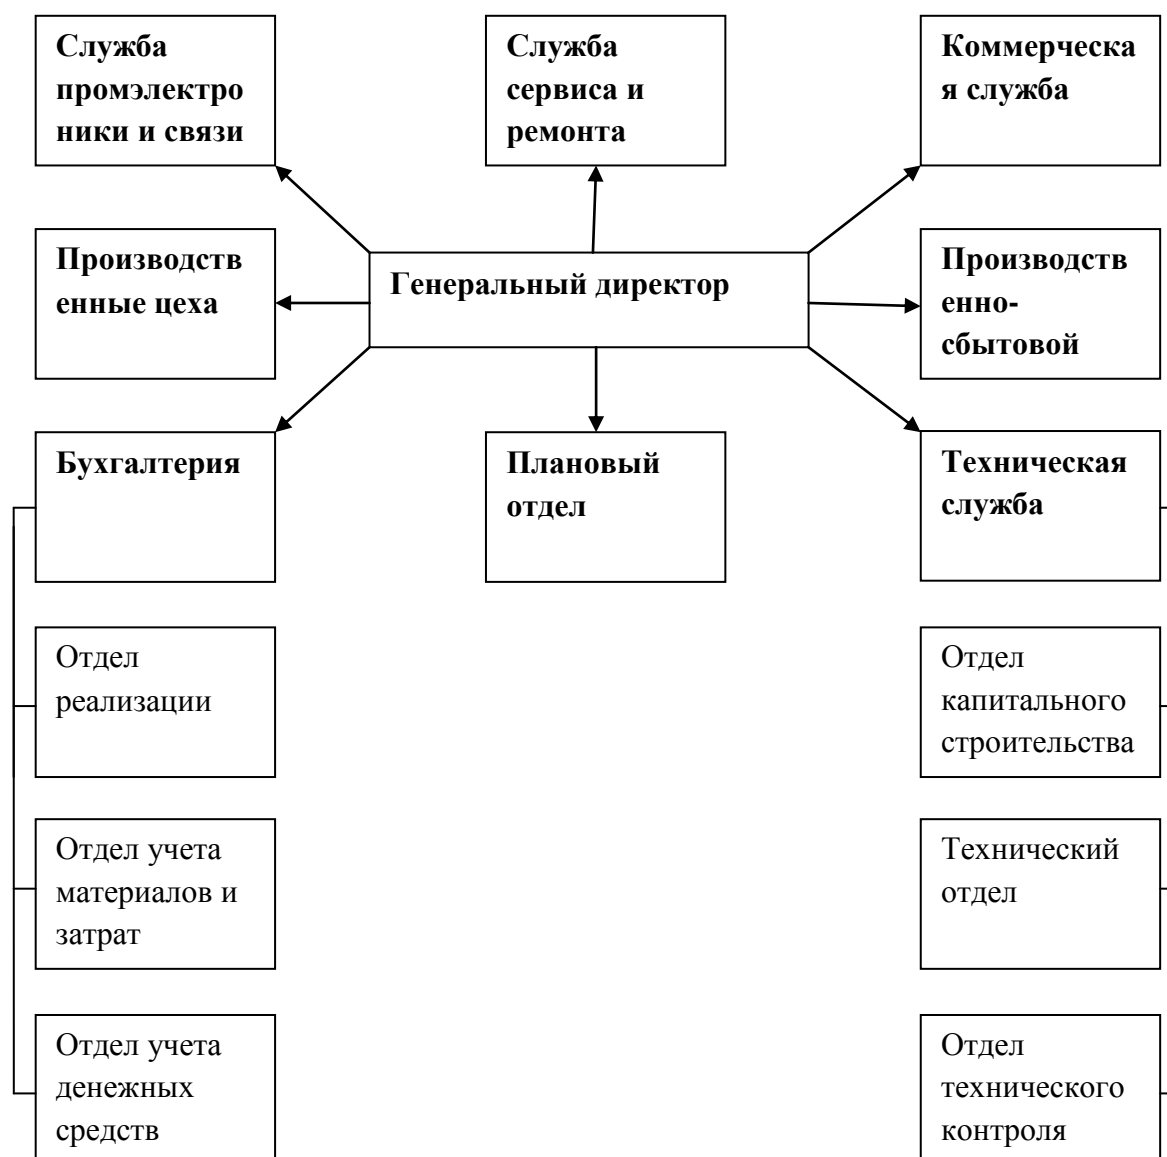 Служба
промэлектро
ники и связи
Служба
сервиса и
ремонта
Коммерческа
я служба
Производств
енные цеха
Генеральный директор
Производств
енно-
сбытовой
Бухгалтерия
Плановый
отдел
Техническая
служба
Отдел
реализации
Отдел
капитального
строительства
Отдел учета
материалов и
затрат
Технический
отдел
Отдел учета
денежных
средств
Отдел
технического
контроля